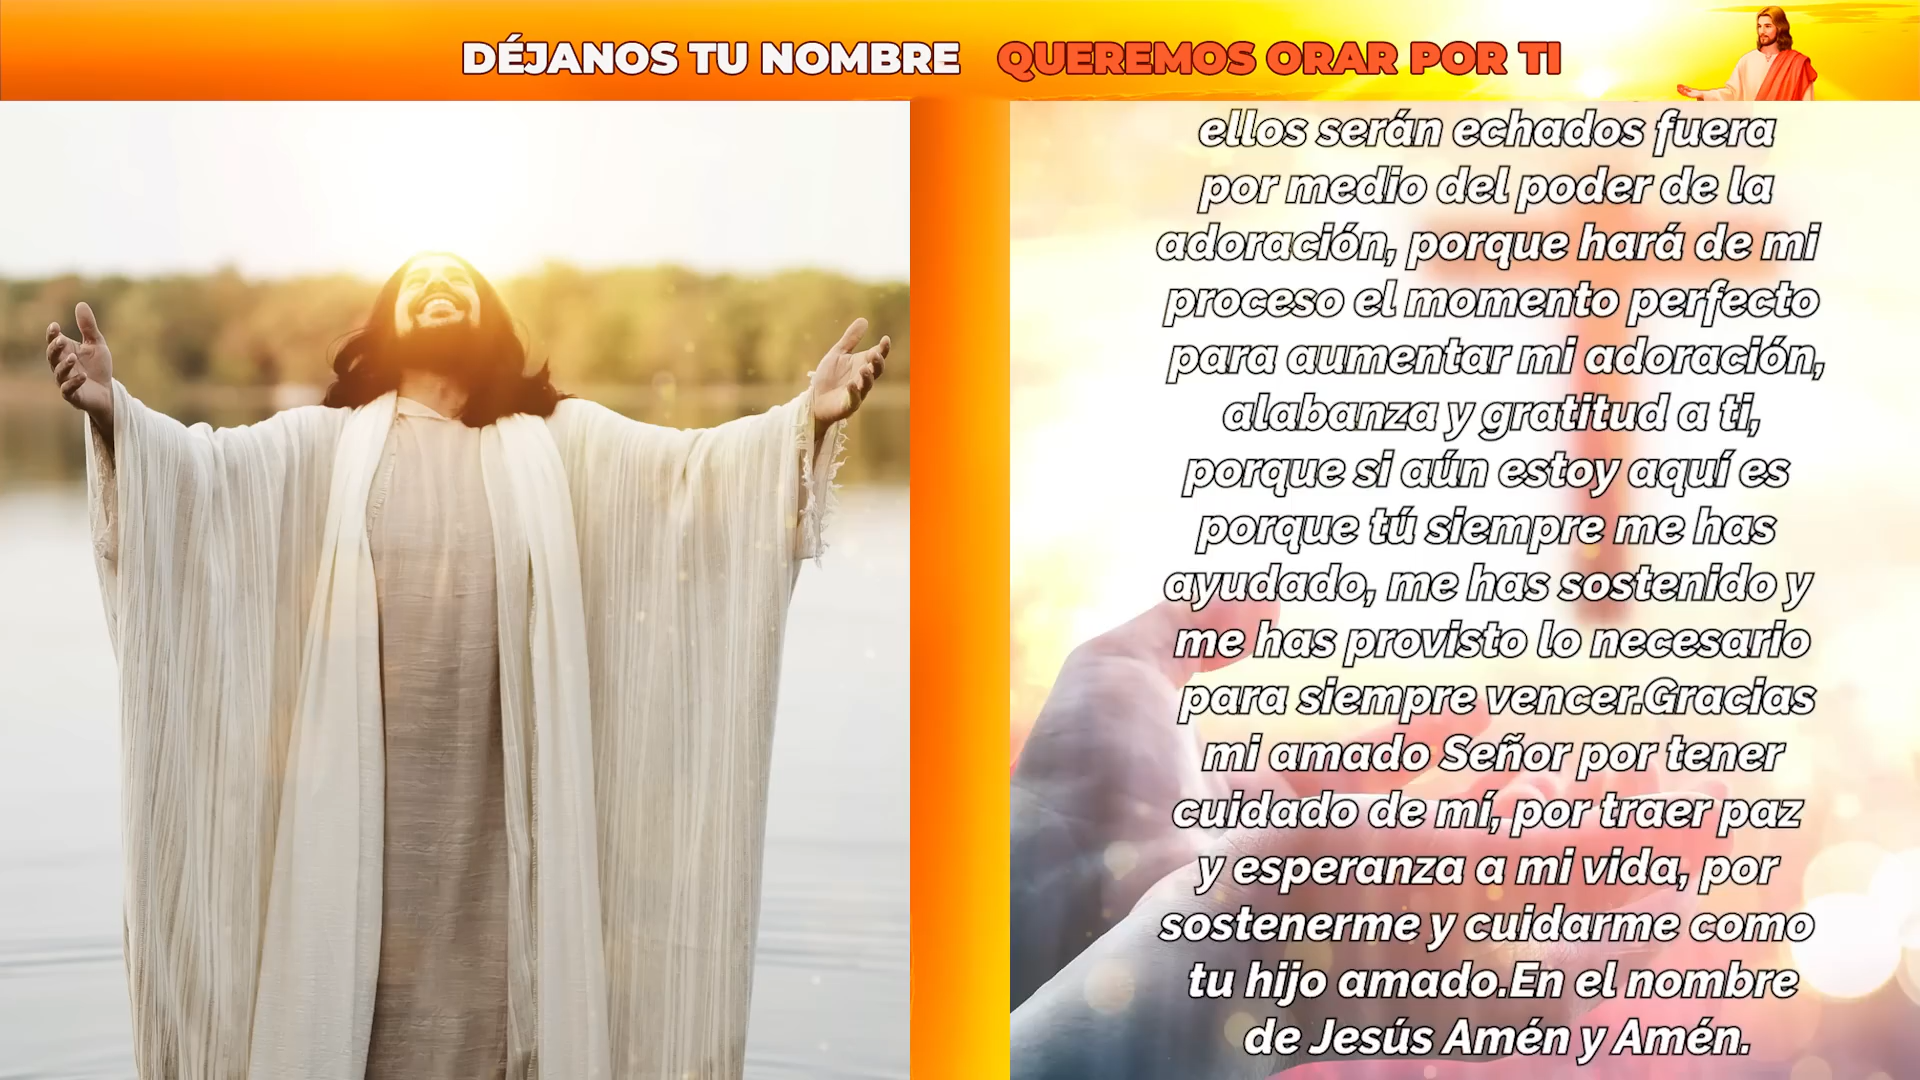 DÉJANOS TU NOMBRE QUEREMOS ORAR POR TI
ellos serán echados fuera
por medio del poder de la
adoración, porque hará de mi
proceso el momento perfecto
para aumentar mi adoración,
alabanza y gratitud a ti,
porque si aún estoy aquí es
porque tú siempre me has
ayudado, me has sostenido y
me has provisto lo necesario
para siempre vencer.Gracias
mi amado Señor por tener
cuidado de mí, por traer paz
y esperanza a mi vida, por
sostenerme y cuidarme como
tu hijo amado.En el nombre
de Jesús Amén y Amén.